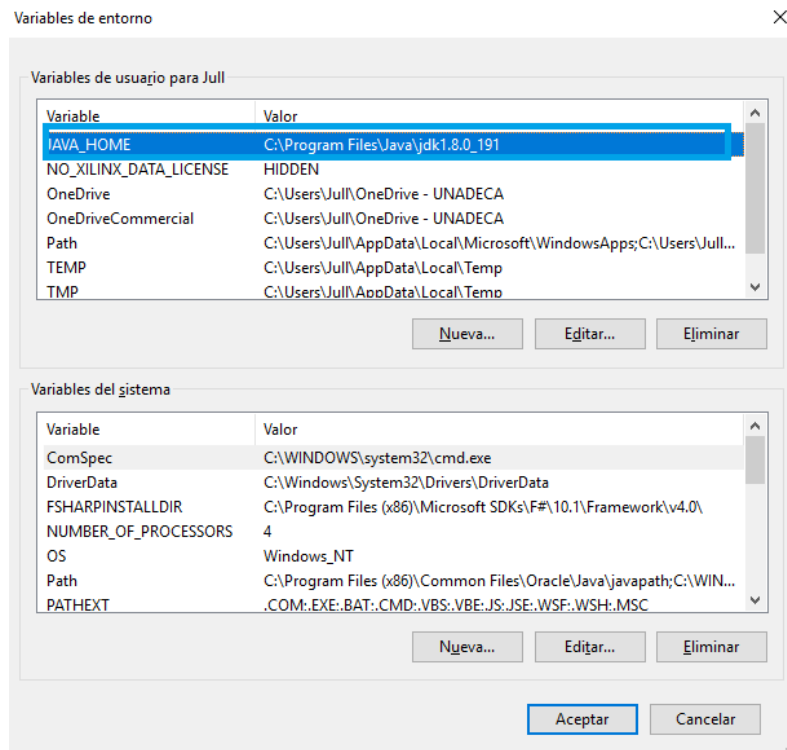 Variables de entorno
Variables de usuario para Jull
Variable Valor
JAVA_HOME C:\Program Files\Java\jdk1.8.0_191
NO_XILINX_DATA_LICENSE HIDDEN
OneDrive C:\Users\Jull\OneDrive - UNADECA
OneDriveCommercial C:\Users\Jull\OneDrive - UNADECA
Path C:\Users\Jull\AppData\Local\Microsoft\WindowsApps;C:\Users\Jull...
TEMP C:\Users\Jull\AppData\Local\Temp
TMP C:\Users\Jull\AppData\Local\Temp
Nueva... Editar... Eliminar
Variables del sistema
Variable Valor
ComSpec C:\WINDOWS\system32\cmd.exe
DriverData C:\Windows\System32\Drivers\DriverData
FSHARPINSTALLDIR C:\Program Files (x86)\Microsoft SDKs\F#\10.1\Framework\v4.0\
NUMBER_OF_PROCESSORS 4
OS Windows_NT
Path C:\Program Files (x86)\Common Files\Oracle\Java\javapath;C:\WIN...
PATHEXT .COM;.EXE;.BAT;.CMD;.VBS;.VBE;.JS;.JSE;.WSF;.WSH;.MSC
Nueva... Editar... Eliminar
Aceptar Cancelar